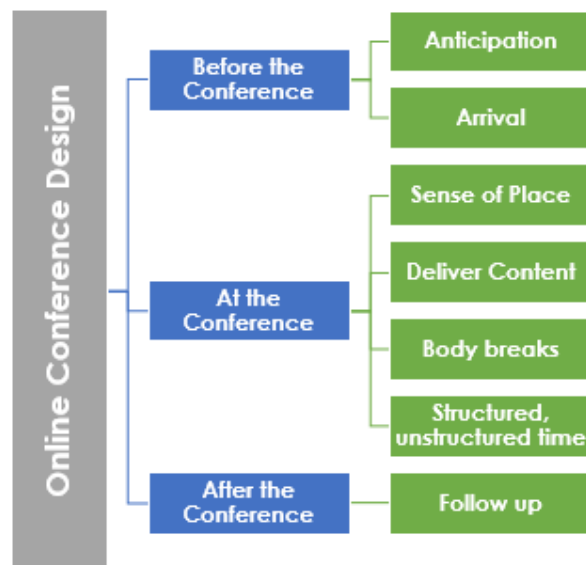 Online Conference Design
Before the
Conference
Anticipation
Arrival
At the
Conference
Sense of Place
Deliver Content
Body breaks
Structured,
unstructured time
After the
Conference
Follow up